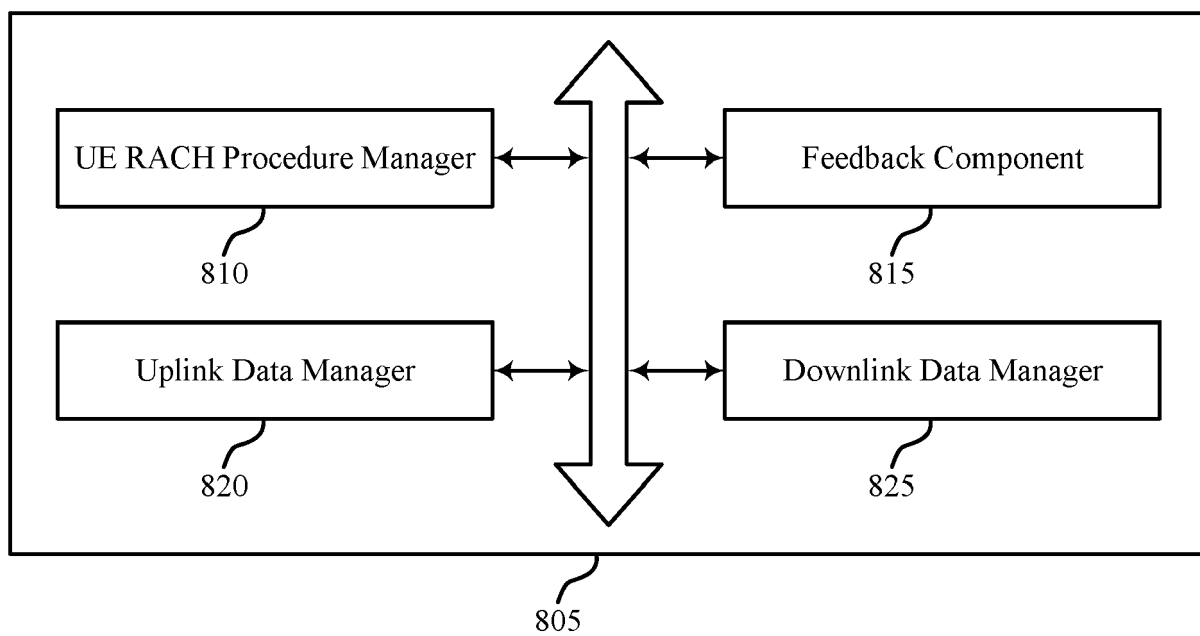 UE RACH Procedure Manager
Feedback Component
810
815
Uplink Data Manager
Downlink Data Manager
820
825
805